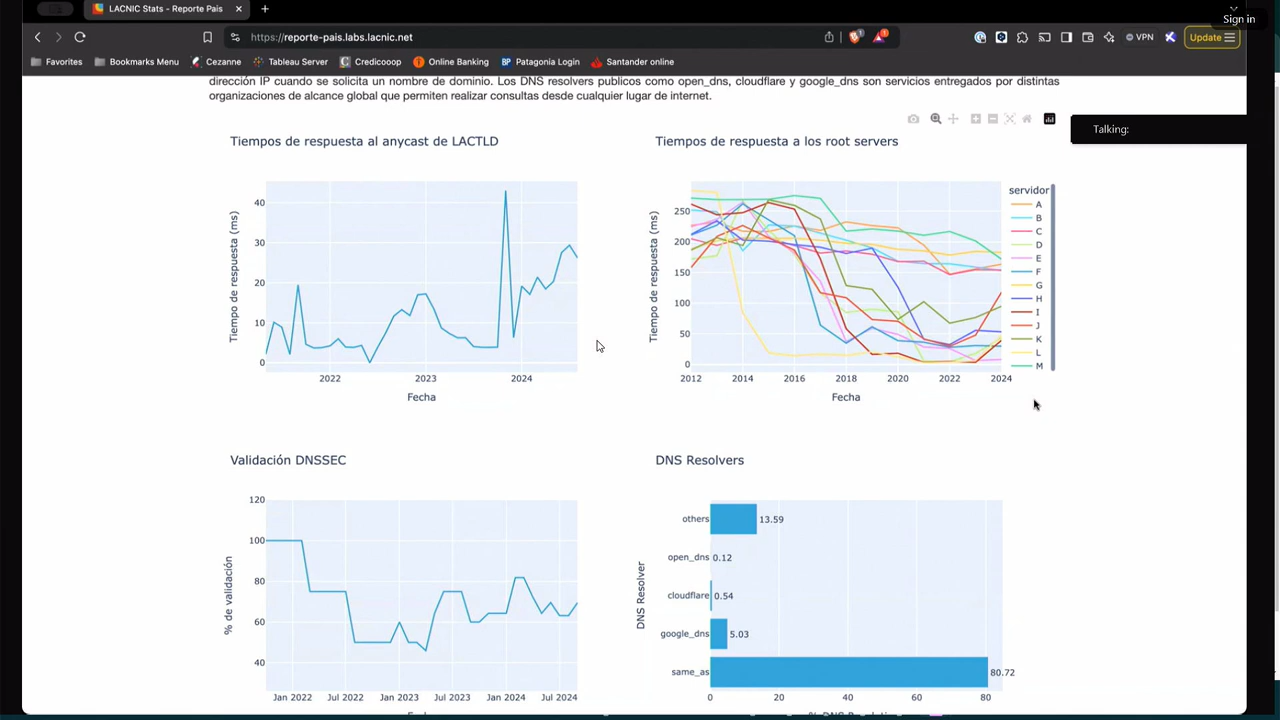 LACNIC Stats - Reporte Pais
Sign in
https://reporte-pais.labs.lacnic.net
1
1
VPN
Update
Favorites
Bookmarks Menu
Cezanne
Tableau Server
Credicooop
Online Banking
BP Patagonia Login
Santander online
dirección IP cuando se solicita un nombre de dominio. Los DNS resolvers publicos como open_dns, cloudflare y google_dns son servicios entregados por distintas
organizaciones de alcance global que permiten realizar consultas desde cualquier lugar de internet.
Talking:
Tiempos de respuesta al anycast de LACTLD
Tiempo de respuesta (ms)
40
30
20
10
0
2022
2023
2024
Fecha
Tiempos de respuesta a los root servers
Tiempo de respuesta (ms)
250
200
150
100
50
0
2012
2014
2016
2018
2020
2022
2024
Fecha
servidor
A
B
C
D
E
F
G
H
I
J
K
L
M
Validación DNSSEC
% de validación
120
100
80
60
40
Jan 2022
Jul 2022
Jan 2023
Jul 2023
Jan 2024
Jul 2024
DNS Resolvers
DNS Resolver
others
13.59
open_dns
0.12
cloudflare
0.54
google_dns
5.03
same_as
80.72
0
20
40
60
80